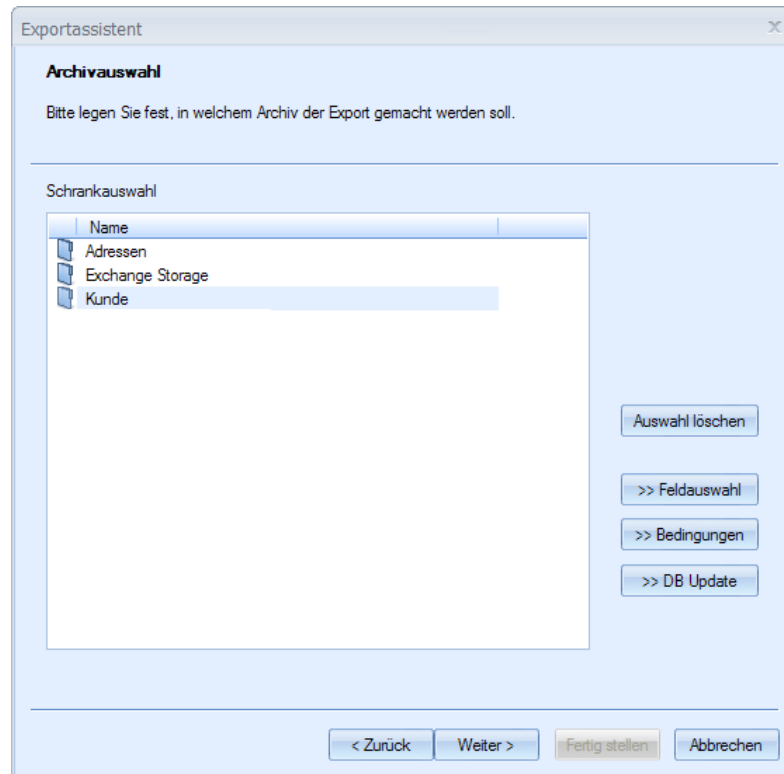 Exportassistent
Archivauswahl
Bitte legen Sie fest, in welchem Archiv der Export gemacht werden soll.
Schrankauswahl
Name
Adressen
Exchange Storage
Kunde
Auswahl löschen
>> Feldauswahl
>> Bedingungen
>> DB Update
< Zurück
Weiter >
Fertig stellen
Abbrechen